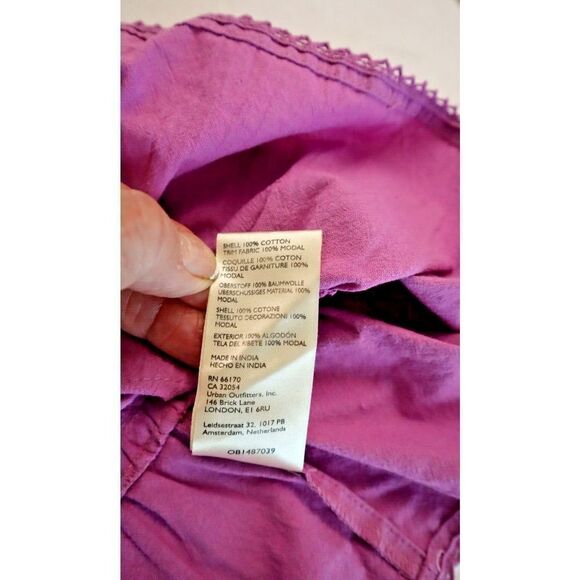 SHELL 100% COTTON
TRIM FABRIC 100% MODAL
COQUILLE 100% COTON
TISSU DE GARNITURE 100%
MODAL
OBERSTOFF 100% BAUMWOLLE
UBERSCHUSSIGES MATERIAL 100%
MODAL
SHELL 100% COTONE
TESSUTO DECORAZIONI 100%
MODAL
EXTERIOR 100% ALGODÓN
TELA DEL RIBETE 100% MODAL
MADE IN INDIA
HECHO EN INDIA
RN 66170
CA 32054
Urban Outfitters, Inc.
146 Brick Lane
LONDON, E1 6RU
Leidsestraat 32, 1017 PB
Amsterdam, Netherlands
OB1487039